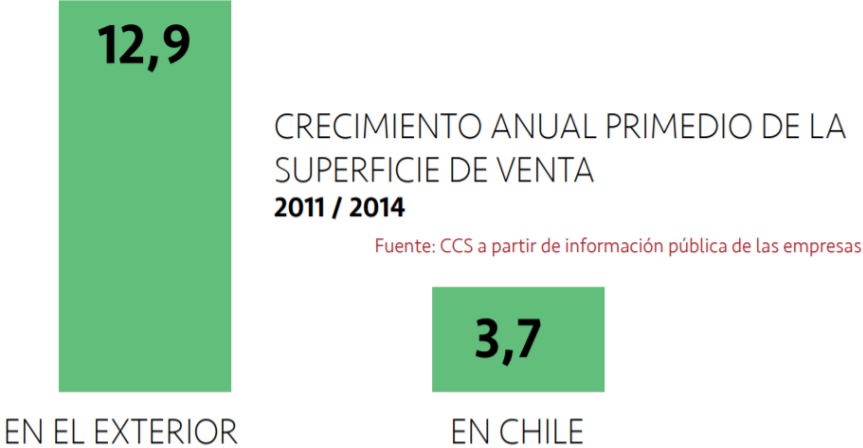 12,9
CRECIMIENTO ANUAL PRIMEDIO DE LA
SUPERFICIE DE VENTA
2011 / 2014
Fuente: CCS a partir de información pública de las empresas
3,7
EN EL EXTERIOR
EN CHILE